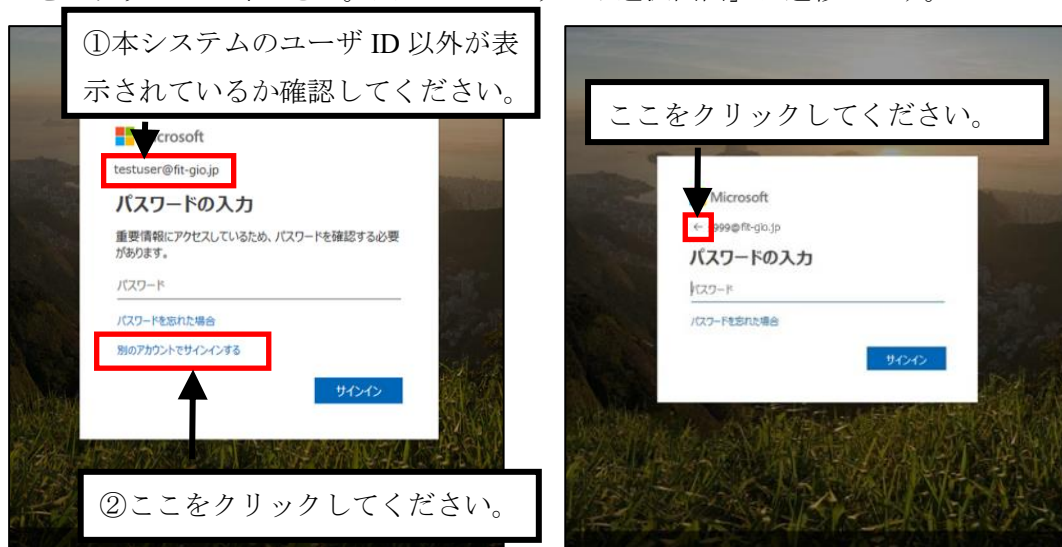 ①本システムのユーザ ID 以外が表
示されているか確認してください。
crosoft
testuser@fit-gio.jp
パスワードの入力
重要情報にアクセスしているため、パスワードを確認する必要
があります。
パスワード
パスワードを忘れた場合
別のアカウントでサインインする
サインイン
②ここをクリックしてください。
ここをクリックしてください。
Microsoft
← 999@fit-gio.jp
パスワードの入力
パスワード
パスワードを忘れた場合
サインイン